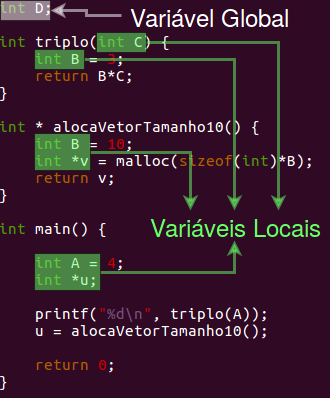 int D;
Variável Global
int triplo(int C) {
int B = 3;
return B*C;
}
int * alocaVetorTamanho10() {
int B = 10;
int *v = malloc(sizeof(int)*B);
return v;
}
Variáveis Locais
int main() {
int A = 4;
int *u;
printf("%d\n", triplo(A));
u = alocaVetorTamanho10();
return 0;
}